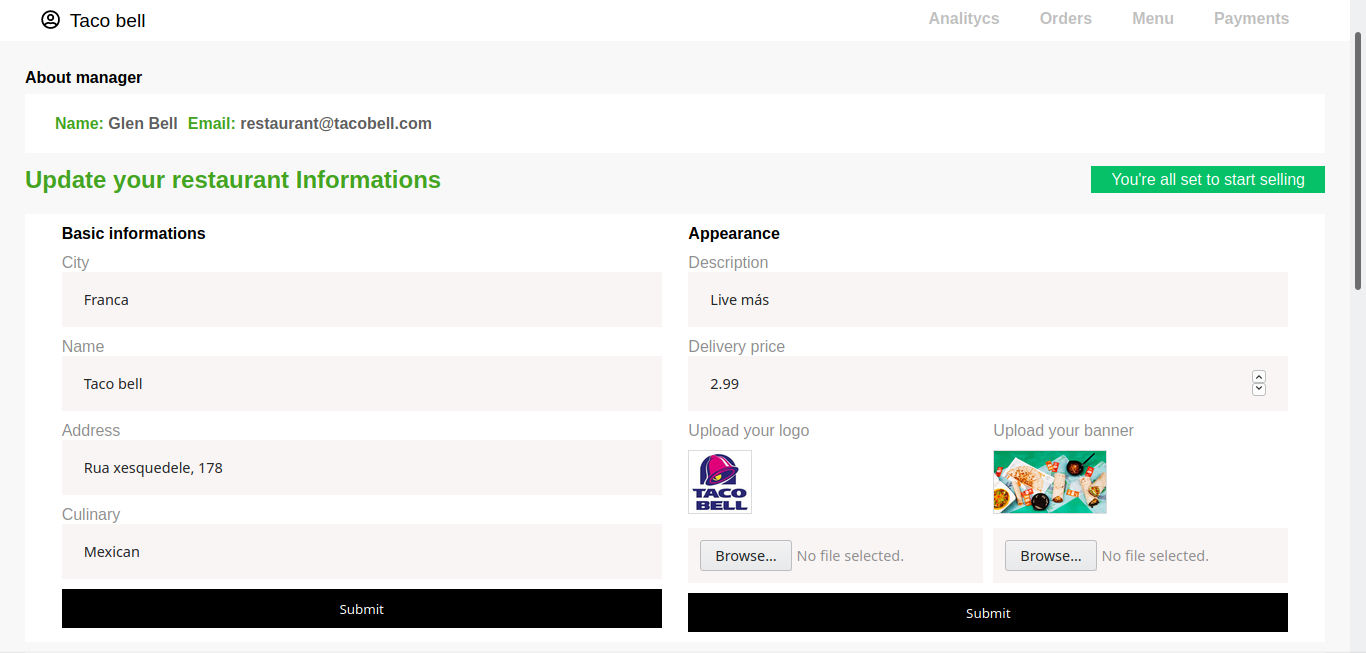 Taco bell
Analitycs Orders Menu Payments
About manager
Name: Glen Bell Email: restaurant@tacobell.com
Update your restaurant Informations
You're all set to start selling
Basic informations
City
Franca
Name
Taco bell
Address
Rua xesquedele, 178
Culinary
Mexican
Submit
Appearance
Description
Live más
Delivery price
2.99
Upload your logo
TACO
BELL
Browse... No file selected.
Upload your banner
Browse... No file selected.
Submit